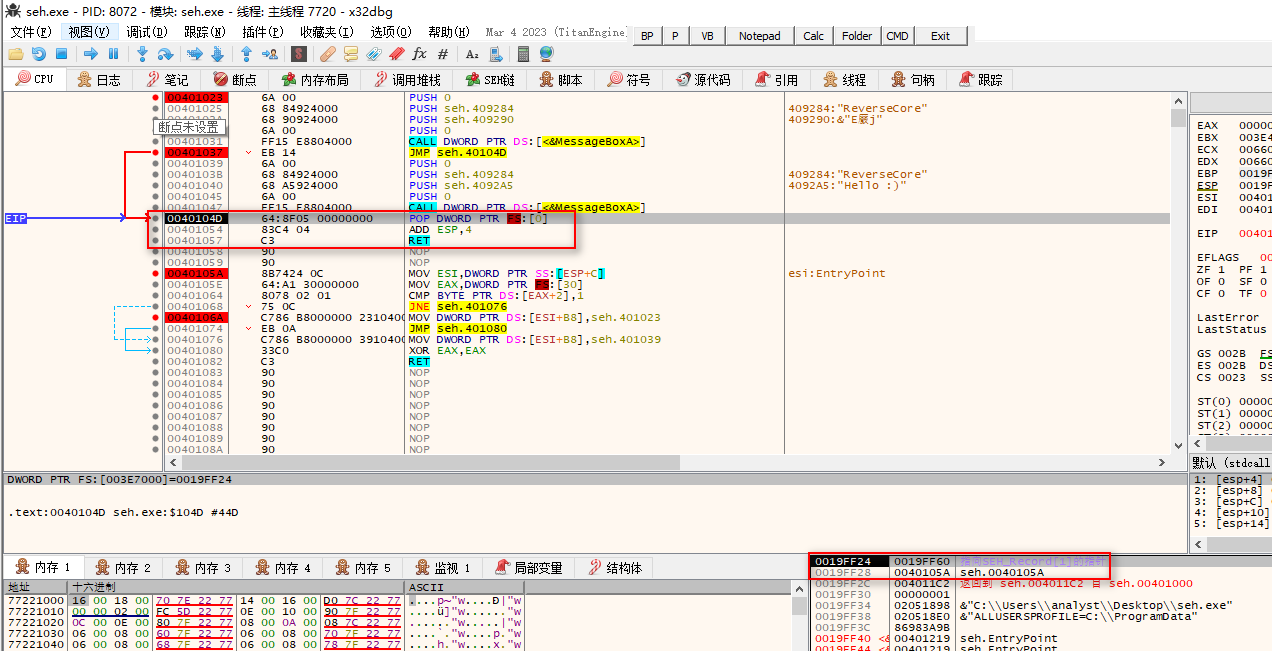 seh.exe - PID: 8072 - 模块: seh.exe - 线程: 主线程 7720 - x32dbg
文件(F) 视图(V) 调试(D) 跟踪(N) 插件(P) 收藏夹(I) 选项(O) 帮助(H) Mar 4 2023 (TitanEngine) BP P VB Notepad Calc Folder CMD Exit
CPU 日志 笔记 断点 内存布局 调用堆栈 SEH链 脚本 符号 源代码 引用 线程 句柄 跟踪
00401023 6A 00 PUSH 0
00401025 68 84924000 PUSH seh.409284 409284:"ReverseCore"
68 90924000 PUSH seh.409290
断点未设置 6A 00 PUSH 0
00401031 FF15 E8804000 CALL DWORD PTR DS:[<&MessageBoxA>]
00401037 EB 14 JMP seh.40104D
00401039 6A 00 PUSH 0
0040103B 68 84924000 PUSH seh.409284 409284:"ReverseCore"
00401040 68 A5924000 PUSH seh.4092A5 4092A5:"Hello :)"
00401045 6A 00 PUSH 0
00401047 FF15 E8804000 CALL DWORD PTR DS:[<&MessageBoxA>]
EIP 0040104D 64:8F05 00000000 POP DWORD PTR FS:[0]
00401054 83C4 04 ADD ESP,4
00401057 C3 RET
00401058 90 NOP
00401059 90 NOP
0040105A 8B7424 0C MOV ESI,DWORD PTR SS:[ESP+C] esi:EntryPoint
0040105E 64:A1 30000000 MOV EAX,DWORD PTR FS:[30]
00401064 8078 02 01 CMP BYTE PTR DS:[EAX+2],1
00401068 75 0C JNE seh.401076
0040106A C786 B8000000 231040 MOV DWORD PTR DS:[ESI+B8],seh.401023
00401074 EB 0A JMP seh.401080
00401076 C786 B8000000 391040 MOV DWORD PTR DS:[ESI+B8],seh.401039
00401080 33C0 XOR EAX,EAX
00401082 C3 RET
00401083 90 NOP
00401084 90 NOP
00401085 90 NOP
00401086 90 NOP
00401087 90 NOP
00401088 90 NOP
00401089 90 NOP
0040108A 90 NOP
EAX 00000
EBX 003E4
ECX 00660
EDX 00660
EBP 0019F
ESP 0019F
ESI 00401
EDI 00401
EIP 00401
EFLAGS 00
ZF 1 PF 1
OF 0 SF 0
CF 0 TF 0
LastError
LastStatus
GS 002B FS
ES 002B DS
CS 0023 SS
ST(0) 0000
ST(1) 0000
ST(2) 0000
默认 (stdcall
1: [esp+4]
2: [esp+8]
3: [esp+C]
4: [esp+10]
5: [esp+14]
DWORD PTR FS:[003E7000]=0019FF24
.text:0040104D seh.exe:$104D #44D
内存 1 内存 2 内存 3 内存 4 内存 5 监视 1 局部变量 结构体
地址 十六进制 ASCII
77221000 16 00 18 00 70 7E 22 77 14 00 16 00 D0 7C 22 77 ....p~"w....Ð|"w
77221010 00 00 02 00 FC 5D 22 77 0E 00 10 00 90 7F 22 77
77221020 0C 00 0E 00 80 7F 22 77 08 00 0A 00 08 7C 22 77
77221030 06 00 08 00 60 7F 22 77 06 00 08 00 70 7F 22 77
77221040 06 00 08 00 68 7F 22 77 06 00 08 00 78 7F 22 77
0019FF24 0019FF60 指向SEH_Record[1]的指针
0019FF28 0040105A seh.0040105A
0019FF2C 004011C2 返回到 seh.004011C2 自 seh.00401000
0019FF30 00000001
0019FF34 02051898 &"C:\\Users\\analyst\\Desktop\\seh.exe"
0019FF38 020518E0 &"ALLUSERSPROFILE=C:\\ProgramData"
0019FF3C 86983A9B
0019FF40 <& 00401219 seh.EntryPoint
0019FF44 <& 00401219 seh.EntryPoint